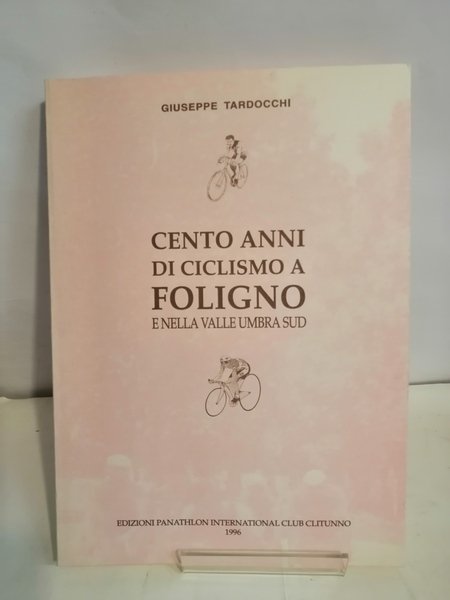 GIUSEPPE TARDOCCHI
CENTO ANNI
DI CICLISMO A
FOLIGNO
E NELLA VALLE UMBRA SUD
EDIZIONI PANATHLON INTERNATIONAL CLUB CLITUNNO
1996